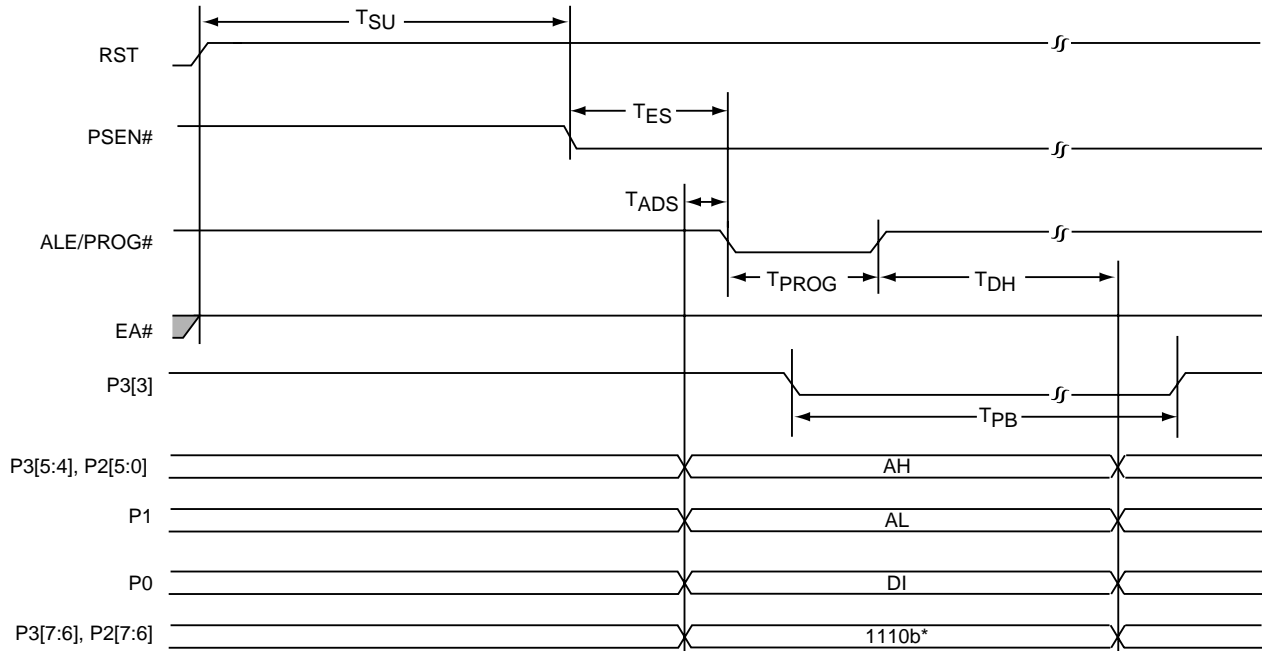 TSU
RST
TES
PSEN#
TADS
ALE/PROG#
TPROG
TDH
EA#
P3[3]
TPB
P3[5:4], P2[5:0]
AH
P1
AL
P0
DI
P3[7:6], P2[7:6]
1110b*